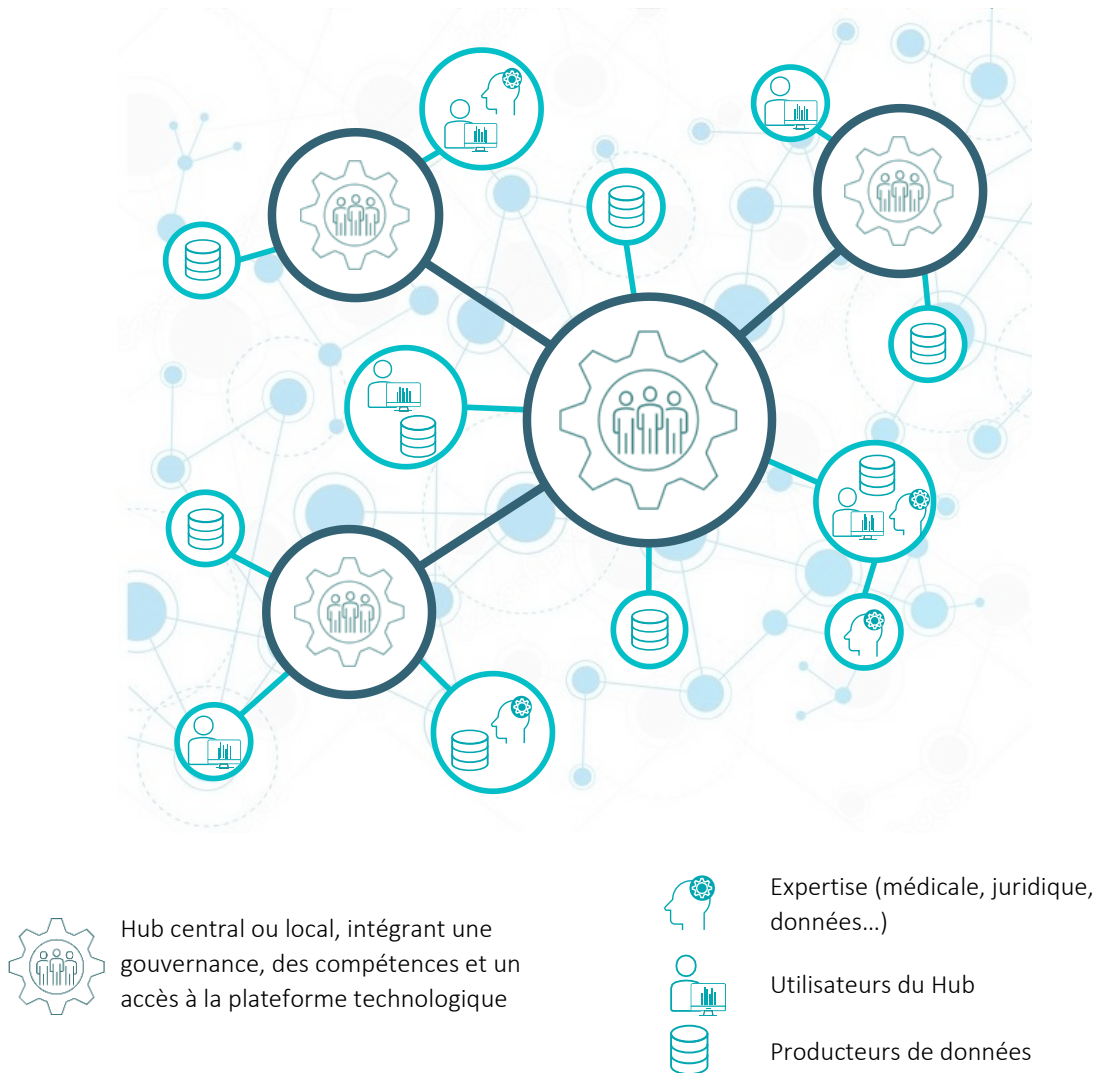 Hub central ou local, intégrant une
gouvernance, des compétences et un
accès à la plateforme technologique
Expertise (médicale, juridique,
données...)
Utilisateurs du Hub
Producteurs de données